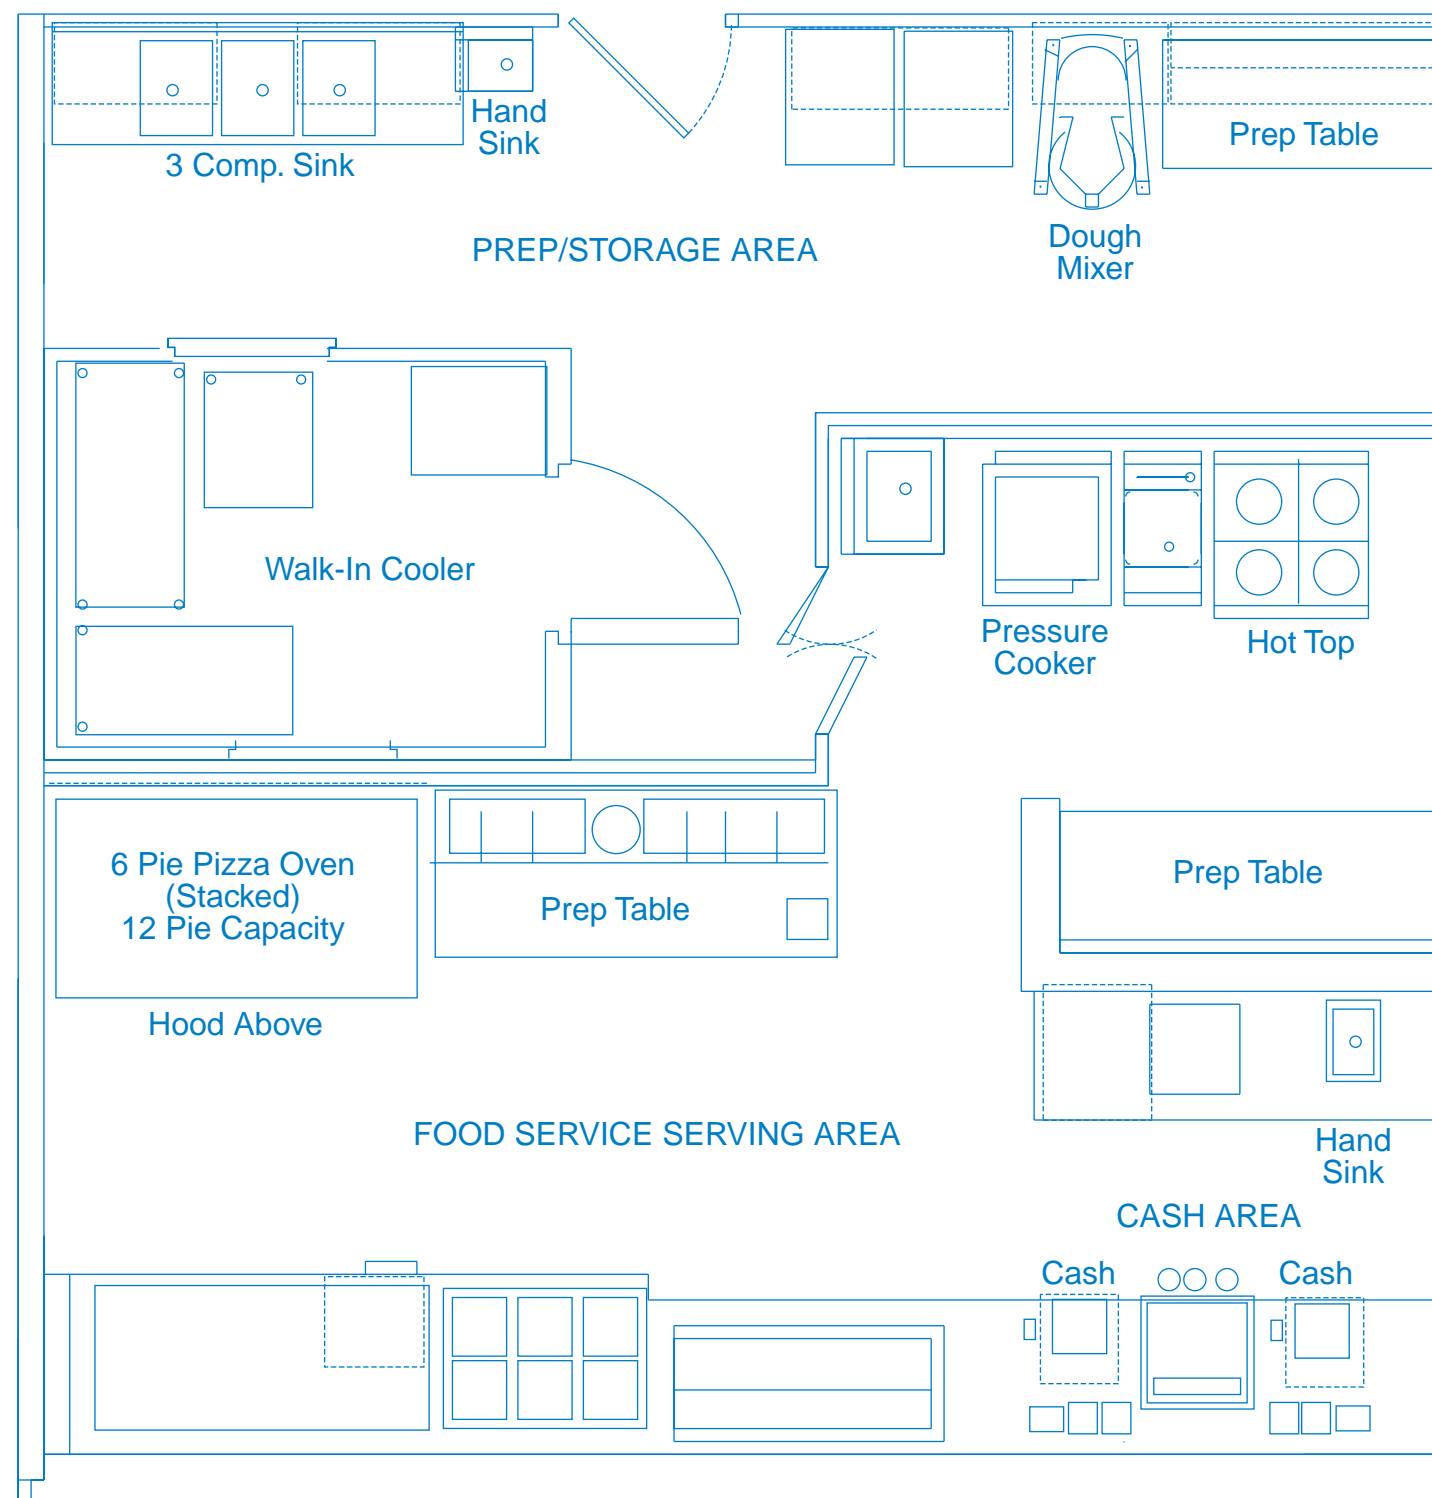 Hand
Sink
3 Comp. Sink
Prep Table
Dough
Mixer
PREP/STORAGE AREA
Walk-In Cooler
Pressure
Cooker
Hot Top
6 Pie Pizza Oven
(Stacked)
12 Pie Capacity
Prep Table
Prep Table
Hood Above
FOOD SERVICE SERVING AREA
Hand
Sink
CASH AREA
Cash
Cash